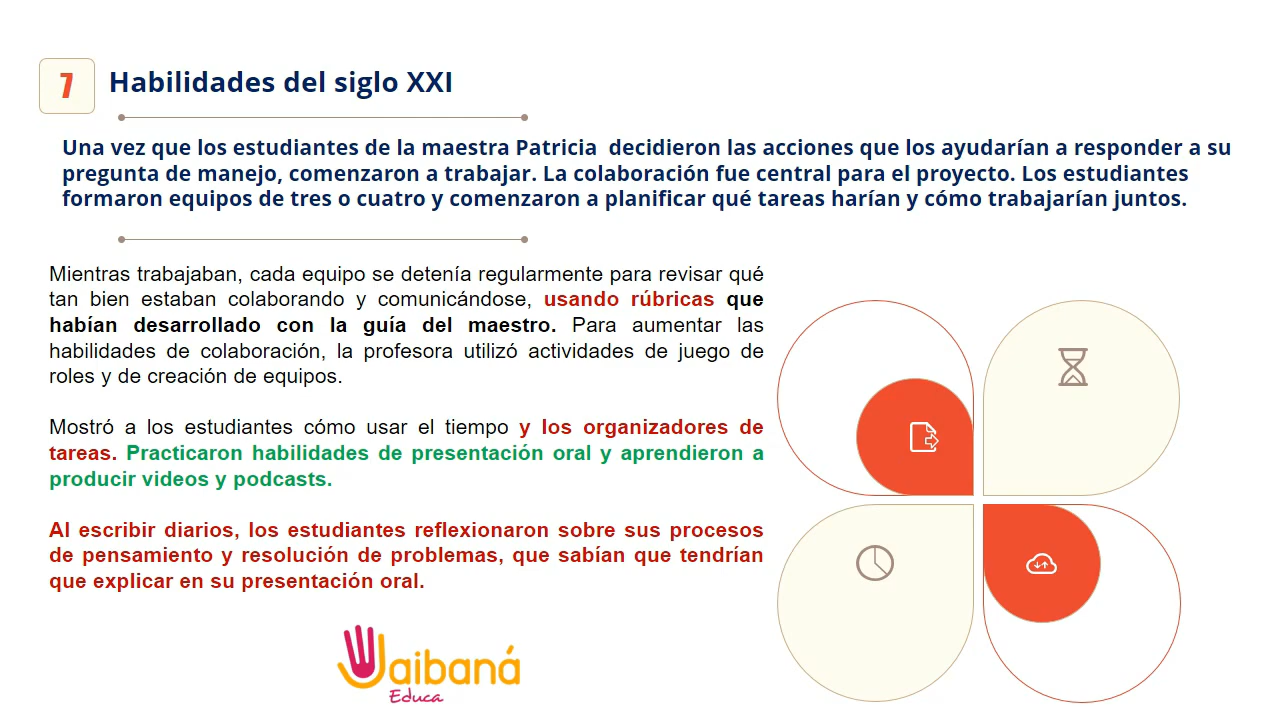 7
Habilidades del siglo XXI
Una vez que los estudiantes de la maestra Patricia decidieron las acciones que los ayudarían a responder a su
pregunta de manejo, comenzaron a trabajar. La colaboración fue central para el proyecto. Los estudiantes
formaron equipos de tres o cuatro y comenzaron a planificar qué tareas harían y cómo trabajarían juntos.
Mientras trabajaban, cada equipo se detenía regularmente para revisar qué
tan bien estaban colaborando y comunicándose, usando rúbricas que
habían desarrollado con la guía del maestro. Para aumentar las
habilidades de colaboración, la profesora utilizó actividades de juego de
roles y de creación de equipos.
Mostró a los estudiantes cómo usar el tiempo y los organizadores de
tareas. Practicaron habilidades de presentación oral y aprendieron a
producir videos y podcasts.
Al escribir diarios, los estudiantes reflexionaron sobre sus procesos
de pensamiento y resolución de problemas, que sabían que tendrían
que explicar en su presentación oral.
Jaibaná
Educa